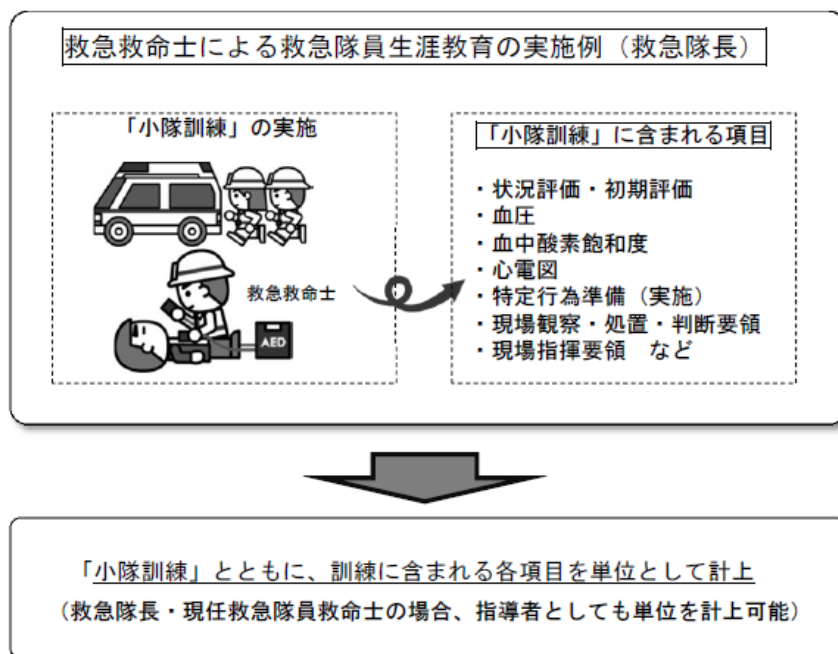 救急救命士による救急隊員生涯教育の実施例（救急隊長）
「小隊訓練」の実施
救急救命士
AED
「小隊訓練」に含まれる項目
・状況評価・初期評価
・血圧
・血中酸素飽和度
・心電図
・特定行為準備（実施）
・現場観察・処置・判断要領
・現場指揮要領　など
「小隊訓練」とともに、訓練に含まれる各項目を単位として計上
（救急隊長・現任救急隊員救命士の場合、指導者としても単位を計上可能）